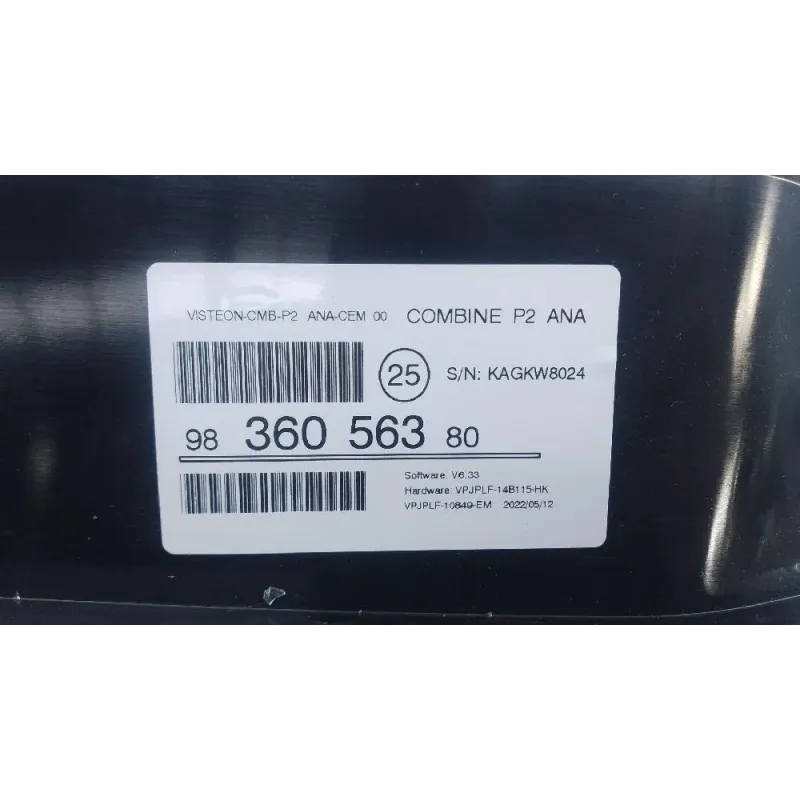 VISTEON-CMB-P2 ANA-CEM 00 COMBINE P2 ANA
25 S/N: KAGKW8024
98 360 563 80
Software: V6.33
Hardware: VPJPLF-14B115-HK
VPJPLF-10849-EM 2022/05/12